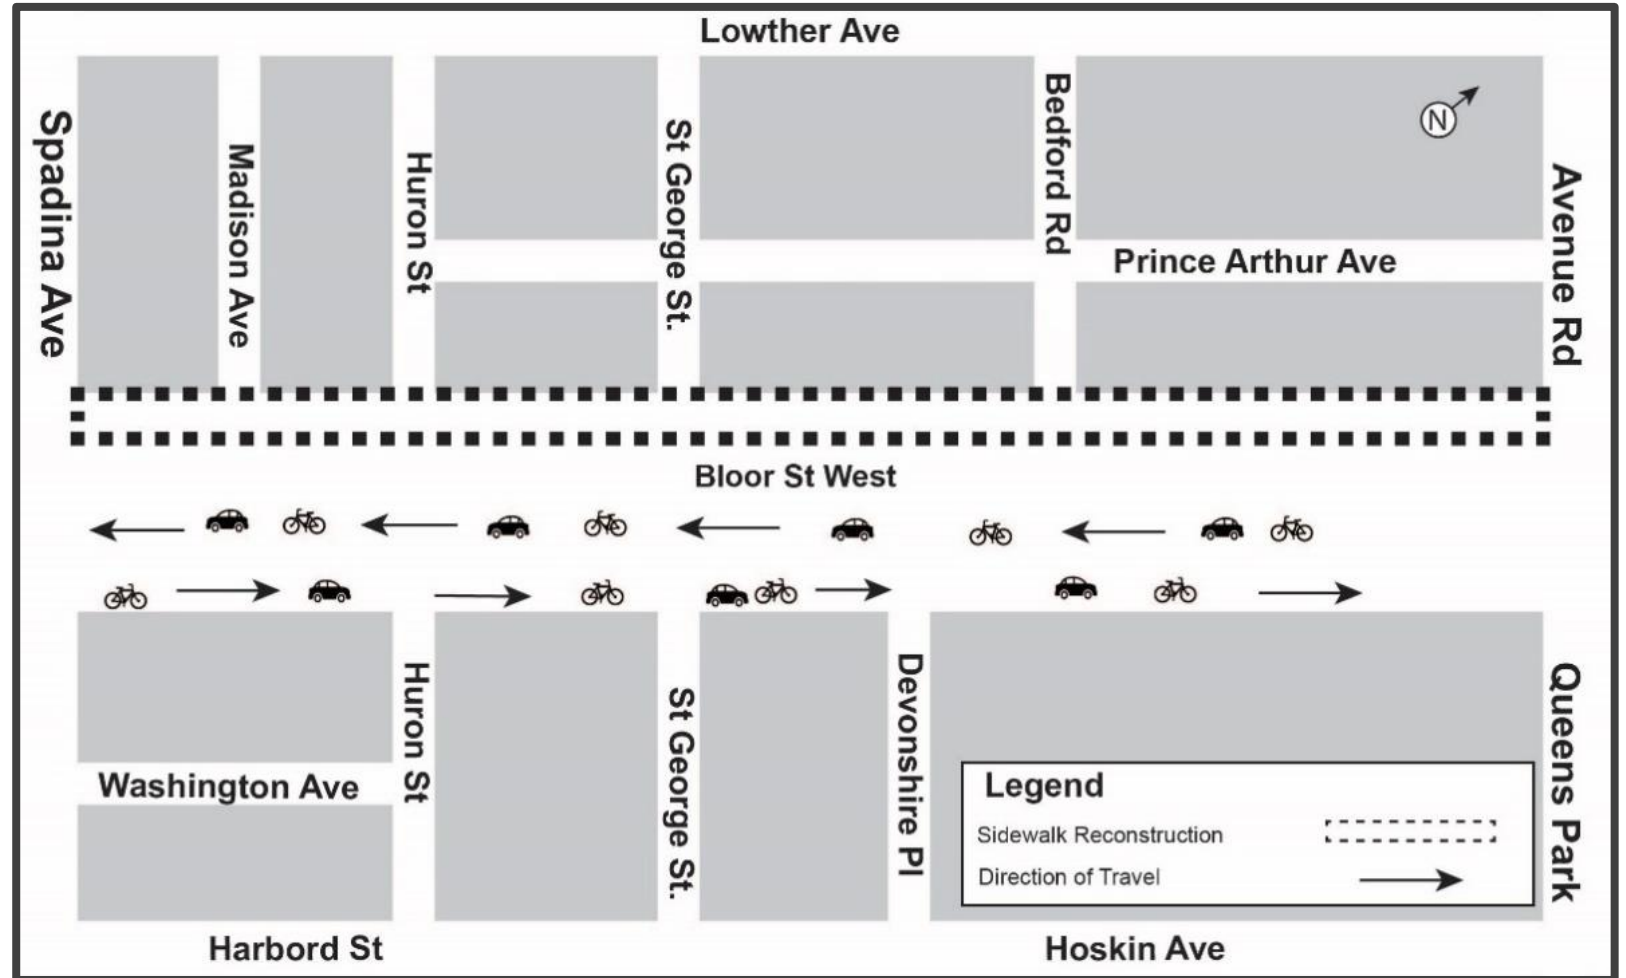 Lowther Ave
Spadina Ave
Madison Ave
Huron St
St George St.
Bedford Rd
N
Prince Arthur Ave
Avenue Rd
Bloor St West
Washington Ave
Huron St
St George St.
Devonshire Pl
Queens Park
Legend
Sidewalk Reconstruction
Direction of Travel
Harbord St
Hoskin Ave